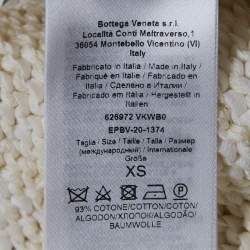 Bottega Veneta s.r.l.
Località Conti Maltraverso,1
36054 Montebello Vicentino (VI)
Italy
Fabbricato in Italia / Made in Italy /
Fabriqué en Italie / Fabricado en
Italia / Сделано в Италии /
Fabricado em Itália / Hergestellt in
Italien
626972 VKWB0
EPBV-20-1374
Taglia / Size / Taille / Talla / Размер
(международный) / Internationale
Größe
XS
93% COTONE/COTTON/COTON/
ALGODON/ХЛОПОК/ALGODÃO/
BAUMWOLLE